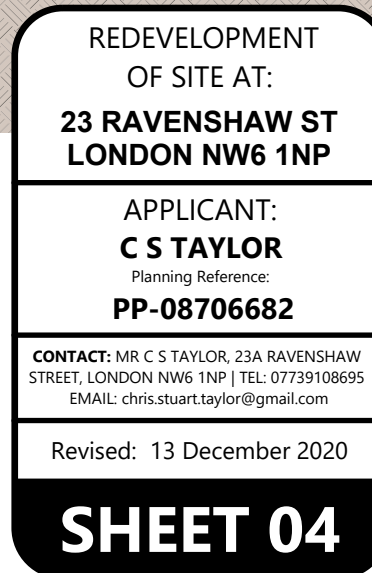 REDEVELOPMENT
OF SITE AT:
23 RAVENSHAW ST
LONDON NW6 1NP
APPLICANT:
C S TAYLOR
Planning Reference:
PP-08706682
CONTACT: MR C S TAYLOR, 23A RAVENSHAW
STREET, LONDON NW6 1NP | TEL: 07739108695
EMAIL: chris.stuart.taylor@gmail.com
Revised: 13 December 2020
SHEET 04